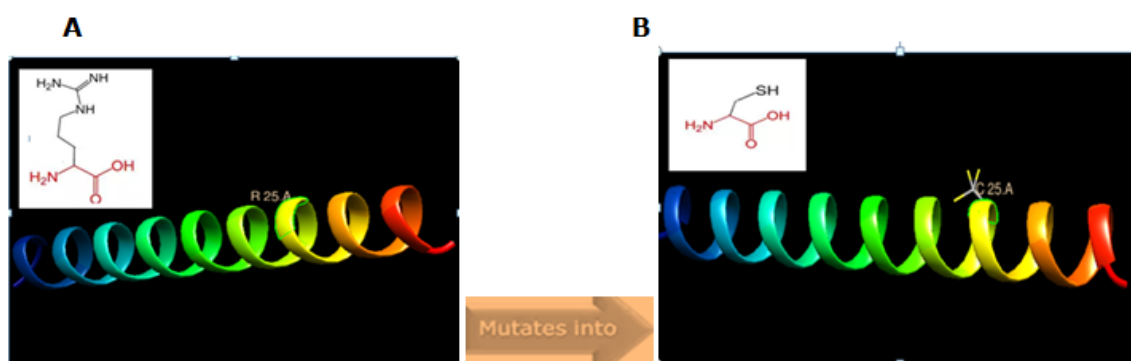 A
B
H₂N
NH
NH
H₂N
OH
O
R 25.A
SH
H₂N
OH
O
C 25.A
Mutates into